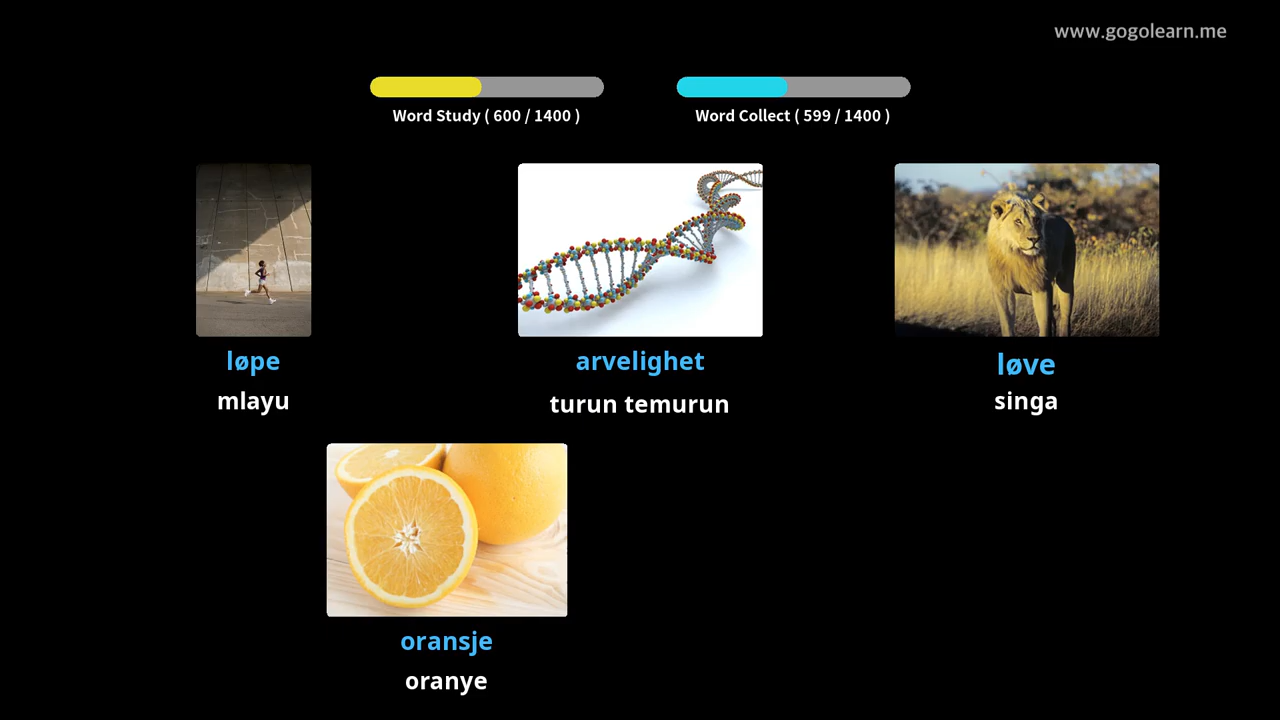 www.gogolearn.me
Word Study ( 600 / 1400 )
Word Collect ( 599 / 1400 )
løpe
mlayu
arvelighet
turun temurun
løve
singa
oransje
oranye